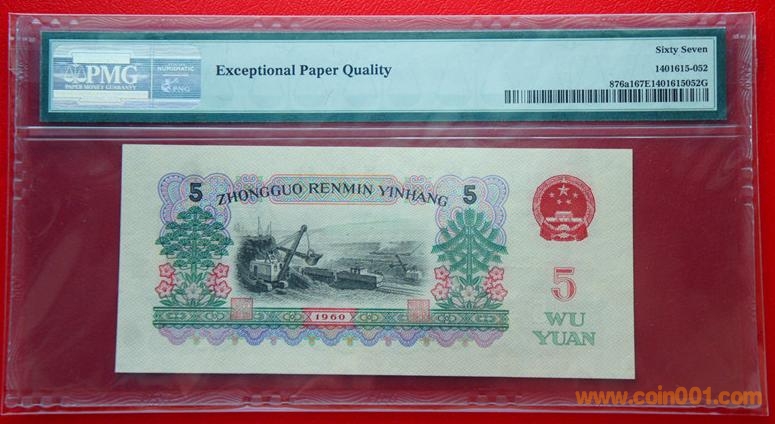 PMG
PAPER MONEY GUARANTY
NUMISMATIC
PNG
Exceptional Paper Quality
Sixty Seven
1401615-052
876a167E1401615052G
5
ZHONGGUO RENMIN YINHANG
5
1960
5
WU
YUAN
www.coin001.com